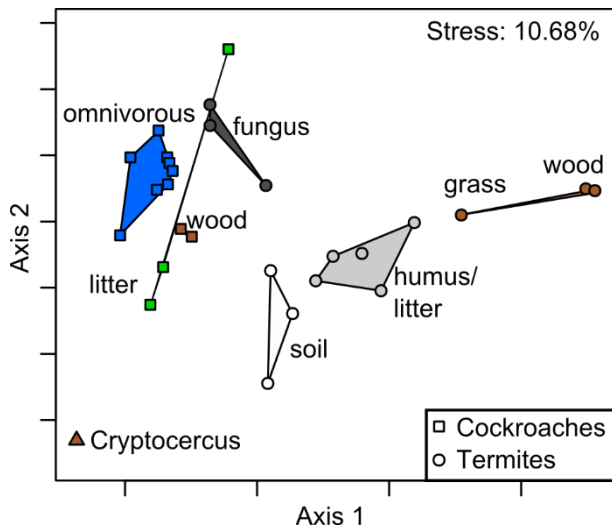 Stress: 10.68%
omnivorous
fungus
wood
grass
wood
litter
humus/
litter
soil
Cryptocercus
Cockroaches
Termites
Axis 1
Axis 2